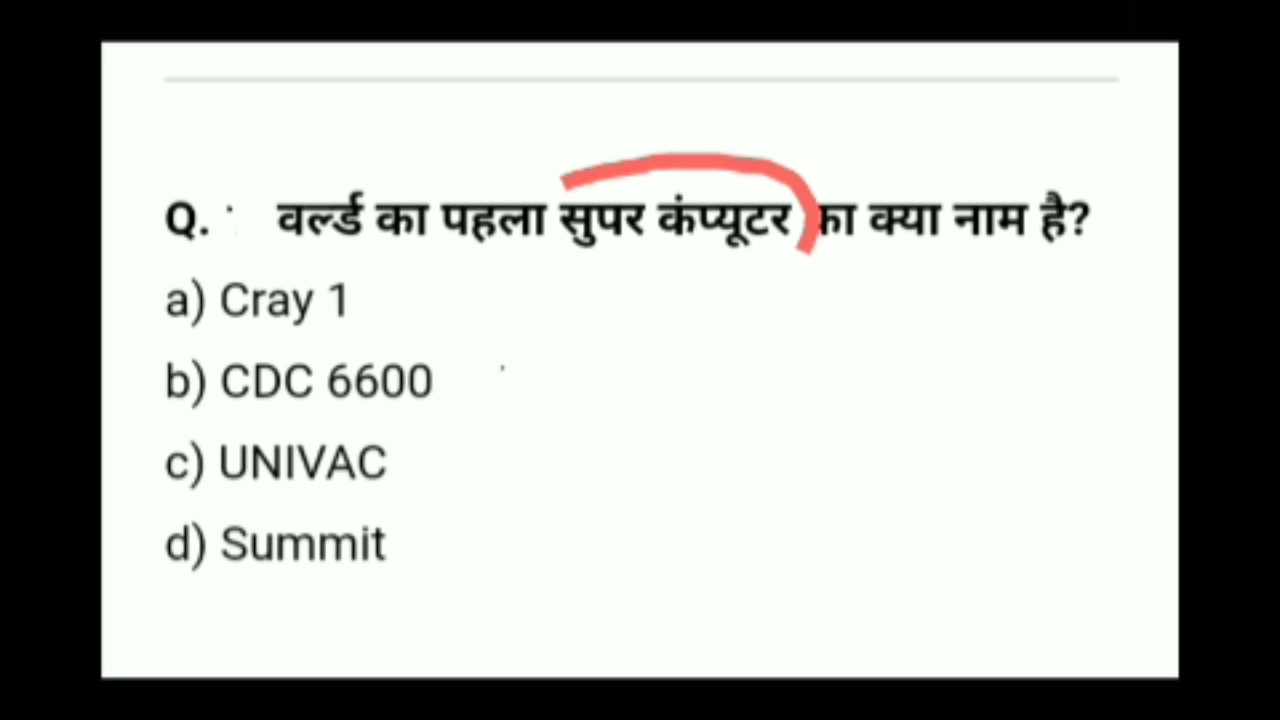 Q. वर्ल्ड का पहला सुपर कंप्यूटर का क्या नाम है?
a) Cray 1
b) CDC 6600
c) UNIVAC
d) Summit